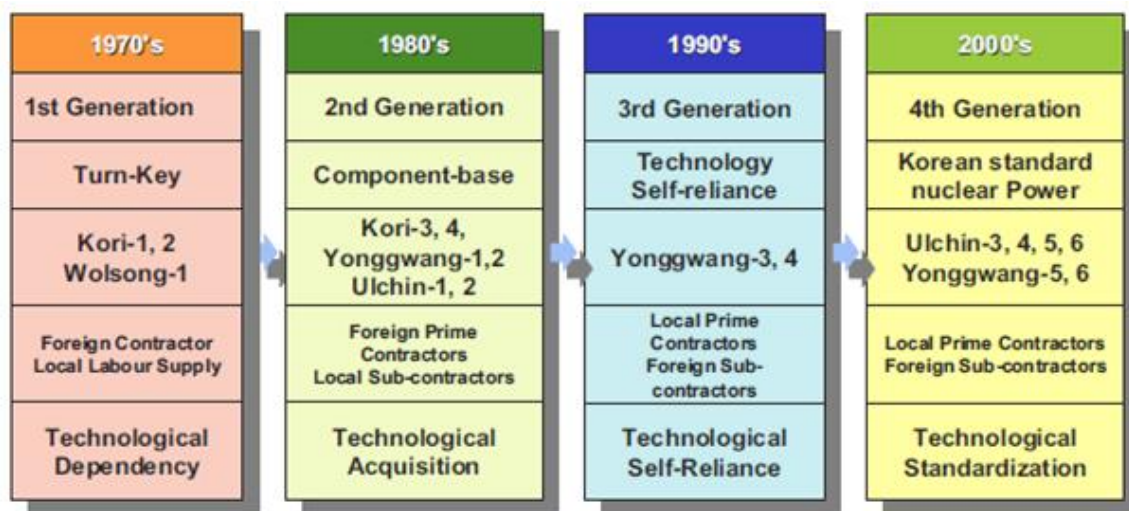 1970's
1st Generation
Turn-Key
Kori-1, 2
Wolsong-1
Foreign Contractor
Local Labour Supply
Technological
Dependency
1980's
2nd Generation
Component-base
Kori-3, 4,
Yonggwang-1,2
Ulchin-1, 2
Foreign Prime
Contractors
Local Sub-contractors
Technological
Acquisition
1990's
3rd Generation
Technology
Self-reliance
Yonggwang-3, 4
Local Prime
Contractors
Foreign Sub-
contractors
Technological
Self-Reliance
2000's
4th Generation
Korean standard
nuclear Power
Ulchin-3, 4, 5, 6
Yonggwang-5, 6
Local Prime Contractors
Foreign Sub-contractors
Technological
Standardization